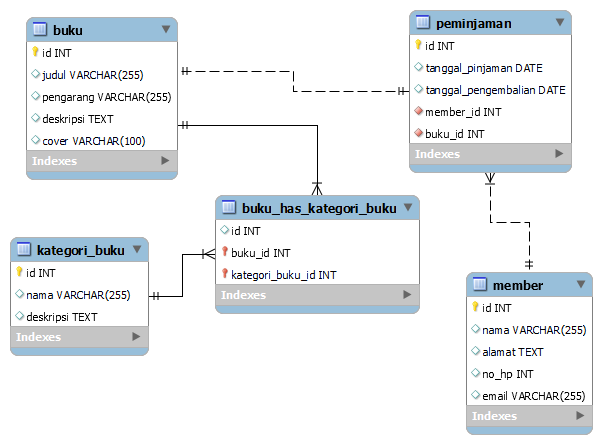 buku
id INT
judul VARCHAR(255)
pengarang VARCHAR(255)
deskripsi TEXT
cover VARCHAR(100)
Indexes
peminjaman
id INT
tanggal_pinjaman DATE
tanggal_pengembalian DATE
member_id INT
buku_id INT
Indexes
buku_has_kategori_buku
id INT
buku_id INT
kategori_buku_id INT
Indexes
kategori_buku
id INT
nama VARCHAR(255)
deskripsi TEXT
Indexes
member
id INT
nama VARCHAR(255)
alamat TEXT
no_hp INT
email VARCHAR(255)
Indexes